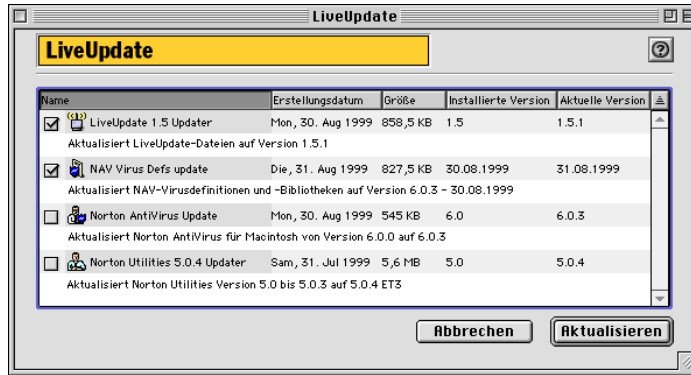 LiveUpdate
LiveUpdate
Name Erstellungsdatum Größe Installierte Version Aktuelle Version
LiveUpdate 1.5 Updater Mon, 30. Aug 1999 858,5 KB 1.5 1.5.1
Aktualisiert LiveUpdate-Dateien auf Version 1.5.1
NAV Virus Defs update Die, 31. Aug 1999 827,5 KB 30.08.1999 31.08.1999
Aktualisiert NAV-Virusdefinitionen und -Bibliotheken auf Version 6.0.3 - 30.08.1999
Norton AntiVirus Update Mon, 30. Aug 1999 545 KB 6.0 6.0.3
Aktualisiert Norton AntiVirus für Macintosh von Version 6.0.0 auf 6.0.3
Norton Utilities 5.0.4 Updater Sam, 31. Jul 1999 5,6 MB 5.0 5.0.4
Aktualisiert Norton Utilities Version 5.0 bis 5.0.3 auf 5.0.4 ET3
Abbrechen Aktualisieren